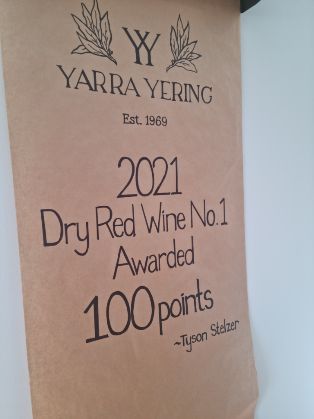 YY
YARRA YERING
Est. 1969
2021
Dry Red Wine No.1
Awarded
100 points
~Tyson Stelzer